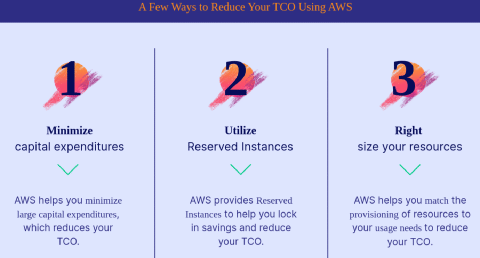 A Few Ways to Reduce Your TCO Using AWS
1
Minimize
capital expenditures
AWS helps you minimize
large capital expenditures,
which reduces your
TCO.
2
Utilize
Reserved Instances
AWS provides Reserved
Instances to help you lock
in savings and reduce
your TCO.
3
Right
size your resources
AWS helps you match the
provisioning of resources to
your usage needs to reduce
your TCO.